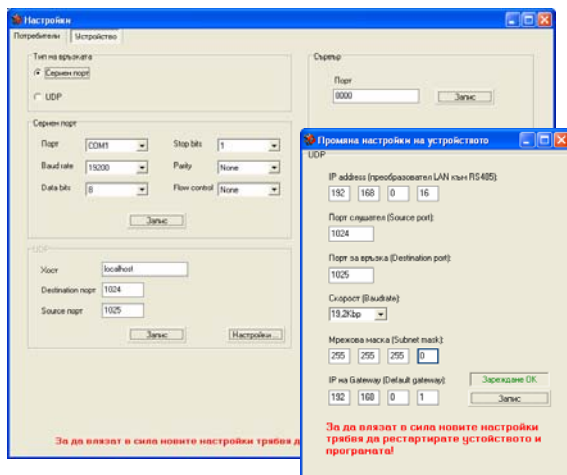 Настройки
Потребители Устройство
Тип на връзката
Сериен порт
UDP
Сървър
Порт
8000 Запис
Сериен порт
Порт COM1 Stop bits 1
Baud rate 19200 Parity None
Data bits 8 Flow control None
Запис
UDP
Хост localhost
Destination порт 1024
Source порт 1025
Запис Настройки...
За да влязат в сила новите настройки трябва д
Промяна настройки на устройството
UDP
IP address (преобразовател LAN към RS485):
192 168 0 16
Порт слушател (Source port):
1024
Порт за връзка (Destination port):
1025
Скорост (Baudrate):
19,2Kbp
Мрежова маска (Subnet mask):
255 255 255 0
IP на Gateway (Default gateway): Зареждане OK
192 168 0 1 Запис
За да влязат в сила новите настройки
трябва да рестартирате устойството и
програмата!